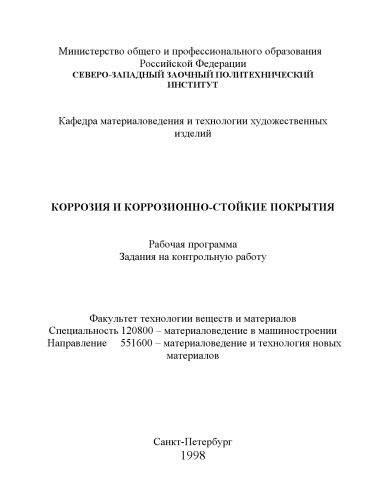 Министерство общего и профессионального образования
Российской Федерации
СЕВЕРО-ЗАПАДНЫЙ ЗАОЧНЫЙ ПОЛИТЕХНИЧЕСКИЙ
ИНСТИТУТ
Кафедра материаловедения и технологии художественных
изделий
КОРРОЗИЯ И КОРРОЗИОННО-СТОЙКИЕ ПОКРЫТИЯ
Рабочая программа
Задания на контрольную работу
Факультет технологии веществ и материалов
Специальность 120800 – материаловедение в машиностроении
Направление 551600 – материаловедение и технология новых
материалов
Санкт-Петербург
1998